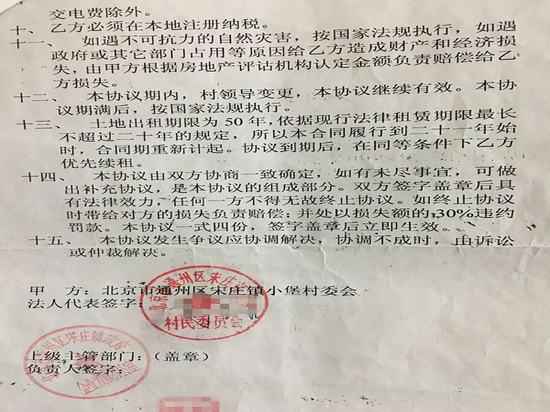 交电费除外。
十、 乙方必须在本地注册纳税。
十一、 如遇不可抗力的自然灾害，按国家法规执行，如遇
政府或其它部门占用等原因给乙方造成财产和经济损
失，由甲方根据房地产评诂机构认定金额负责赔偿给乙
方损失。
十二、 本协议期内，村领导变更，本协议继续有效。本协
议期满后，按国家法规执行。
十三、 土地出租期限为50年，依据现行法律租赁期限最长
不超过二十年的规定，所以本合同履行到二十一年始
时，合同期重新计起。协议到期后，在同等条件下乙方
优先续租。
十四、 本协议由双方协商一致确定，如有未尽事宜，可做
出补充协议，是本协议的组成部分。双方签字盖章后具
有法律效力，任何一方不得无故终止协议。如终止协议
时带给对方的损失负责赔偿；并处以损失额的30%违约
罚款。本协议一式四份，签字盖章后立即生效。
十五、 本协议发生争议应协调解决，协调不成时，由诉讼
或仲裁解决。
甲 方：北京市通州区宋庄镇小堡村委会
法人代表签字：
村民委员会
上级主管部门：（盖章）
负责人签字：